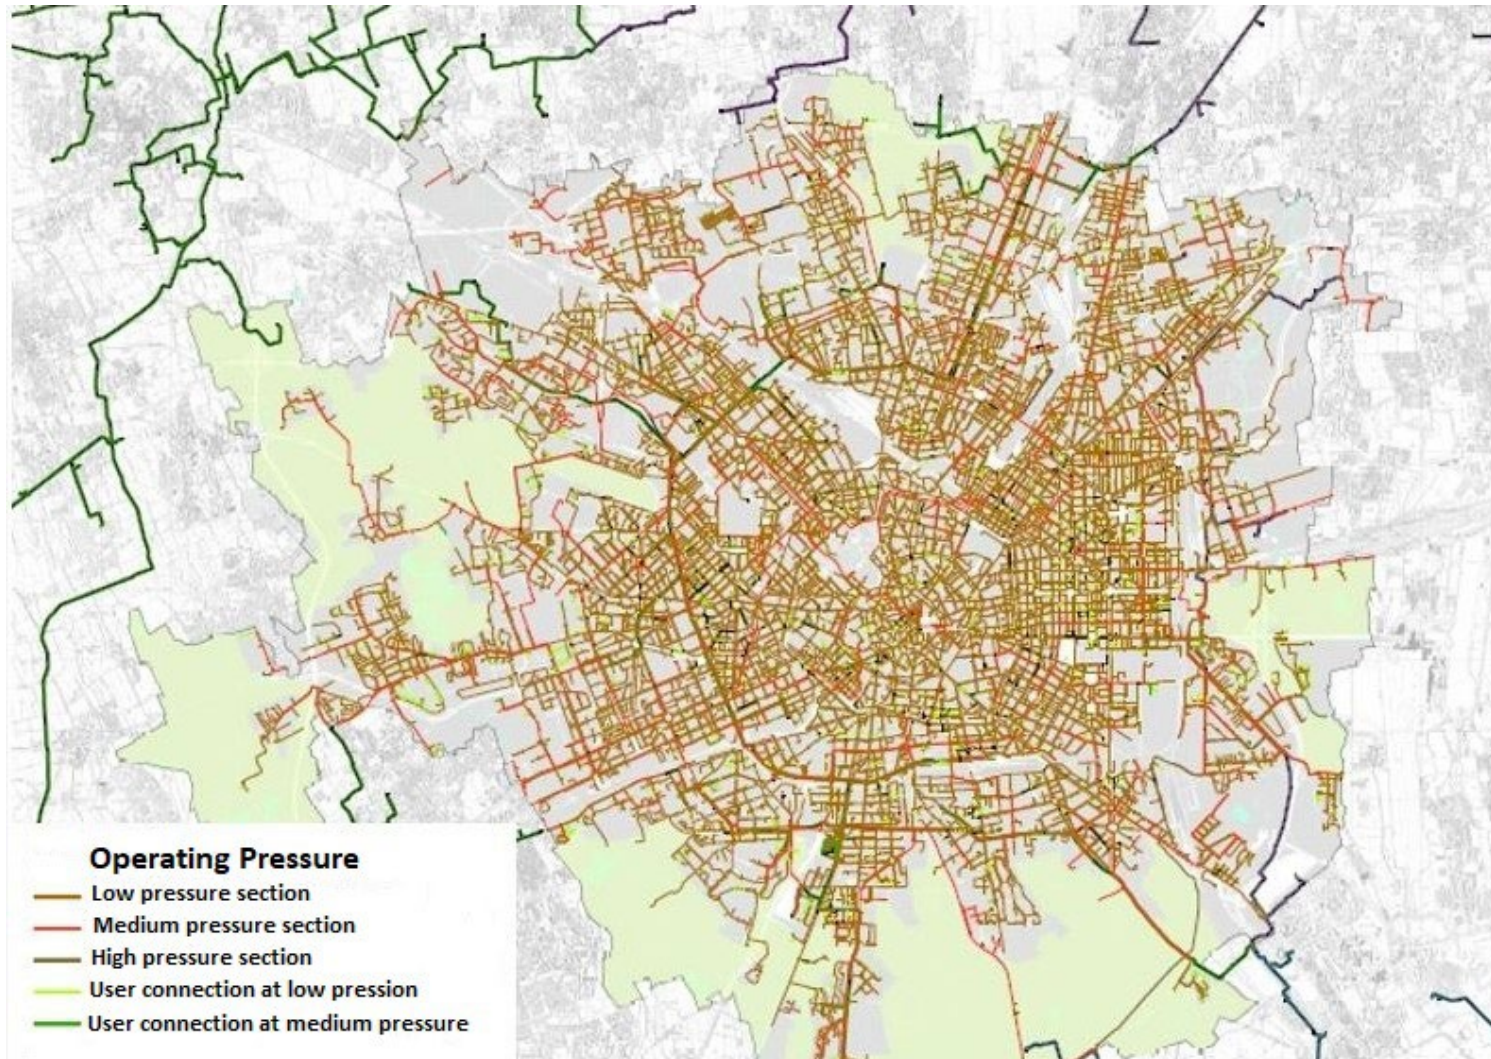 Operating Pressure
Low pressure section
Medium pressure section
High pressure section
User connection at low pression
User connection at medium pressure